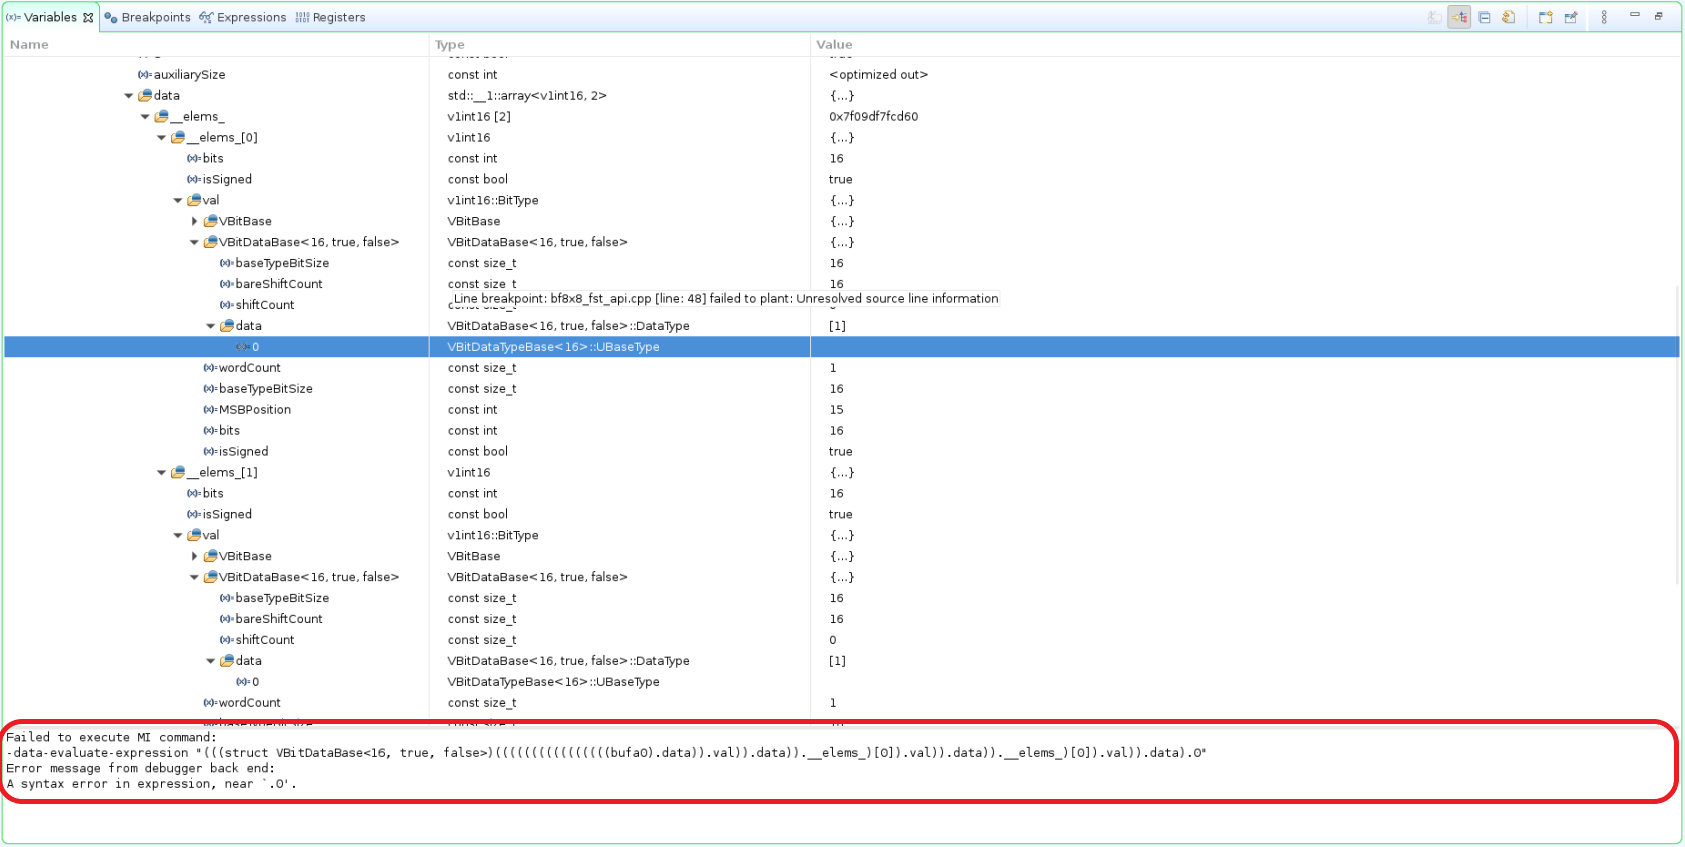 (x)= Variables Breakpoints Expressions Registers
Name Type Value
(x)= auxiliarySize const int <optimized out>
data std::__1::array<v1int16, 2> {...}
__elems_ v1int16 [2] 0x7f09df7fcd60
__elems_[0] v1int16 {...}
(x)= bits const int 16
(x)= isSigned const bool true
val v1int16::BitType {...}
VBitBase VBitBase {...}
VBitDataBase<16, true, false> VBitDataBase<16, true, false> {...}
(x)= baseTypeBitSize const size_t 16
(x)= bareShiftCount const size_t 16
(x)= shiftCount
Line breakpoint: bf8x8_fst_api.cpp [line: 48] failed to plant: Unresolved source line information
data VBitDataBase<16, true, false>::DataType [1]
(x)= 0 VBitDataTypeBase<16>::UBaseType
(x)= wordCount const size_t 1
(x)= baseTypeBitSize const size_t 16
(x)= MSBPosition const int 15
(x)= bits const int 16
(x)= isSigned const bool true
__elems_[1] v1int16 {...}
(x)= bits const int 16
(x)= isSigned const bool true
val v1int16::BitType {...}
VBitBase VBitBase {...}
VBitDataBase<16, true, false> VBitDataBase<16, true, false> {...}
(x)= baseTypeBitSize const size_t 16
(x)= bareShiftCount const size_t 16
(x)= shiftCount const size_t 0
data VBitDataBase<16, true, false>::DataType [1]
(x)= 0 VBitDataTypeBase<16>::UBaseType
(x)= wordCount const size_t 1
Failed to execute MI command:
-data-evaluate-expression "(((struct VBitDataBase<16, true, false>)((((((((((((((((bufa0).data)).val)).data)).__elems_)[0]).val)).data)).__elems_)[0]).val)).data).0"
Error message from debugger back end:
A syntax error in expression, near `.0'.